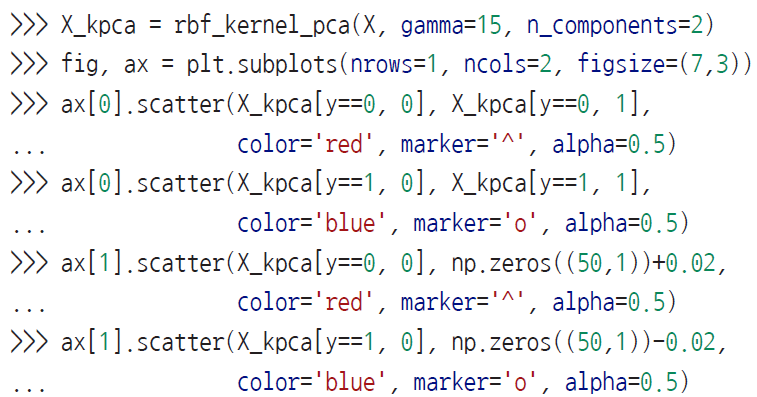 >>> X_kpca = rbf_kernel_pca(X, gamma=15, n_components=2)
>>> fig, ax = plt.subplots(nrows=1, ncols=2, figsize=(7,3))
>>> ax[0].scatter(X_kpca[y==0, 0], X_kpca[y==0, 1],
...               color='red', marker='^', alpha=0.5)
>>> ax[0].scatter(X_kpca[y==1, 0], X_kpca[y==1, 1],
...               color='blue', marker='o', alpha=0.5)
>>> ax[1].scatter(X_kpca[y==0, 0], np.zeros((50,1))+0.02,
...               color='red', marker='^', alpha=0.5)
>>> ax[1].scatter(X_kpca[y==1, 0], np.zeros((50,1))-0.02,
...               color='blue', marker='o', alpha=0.5)